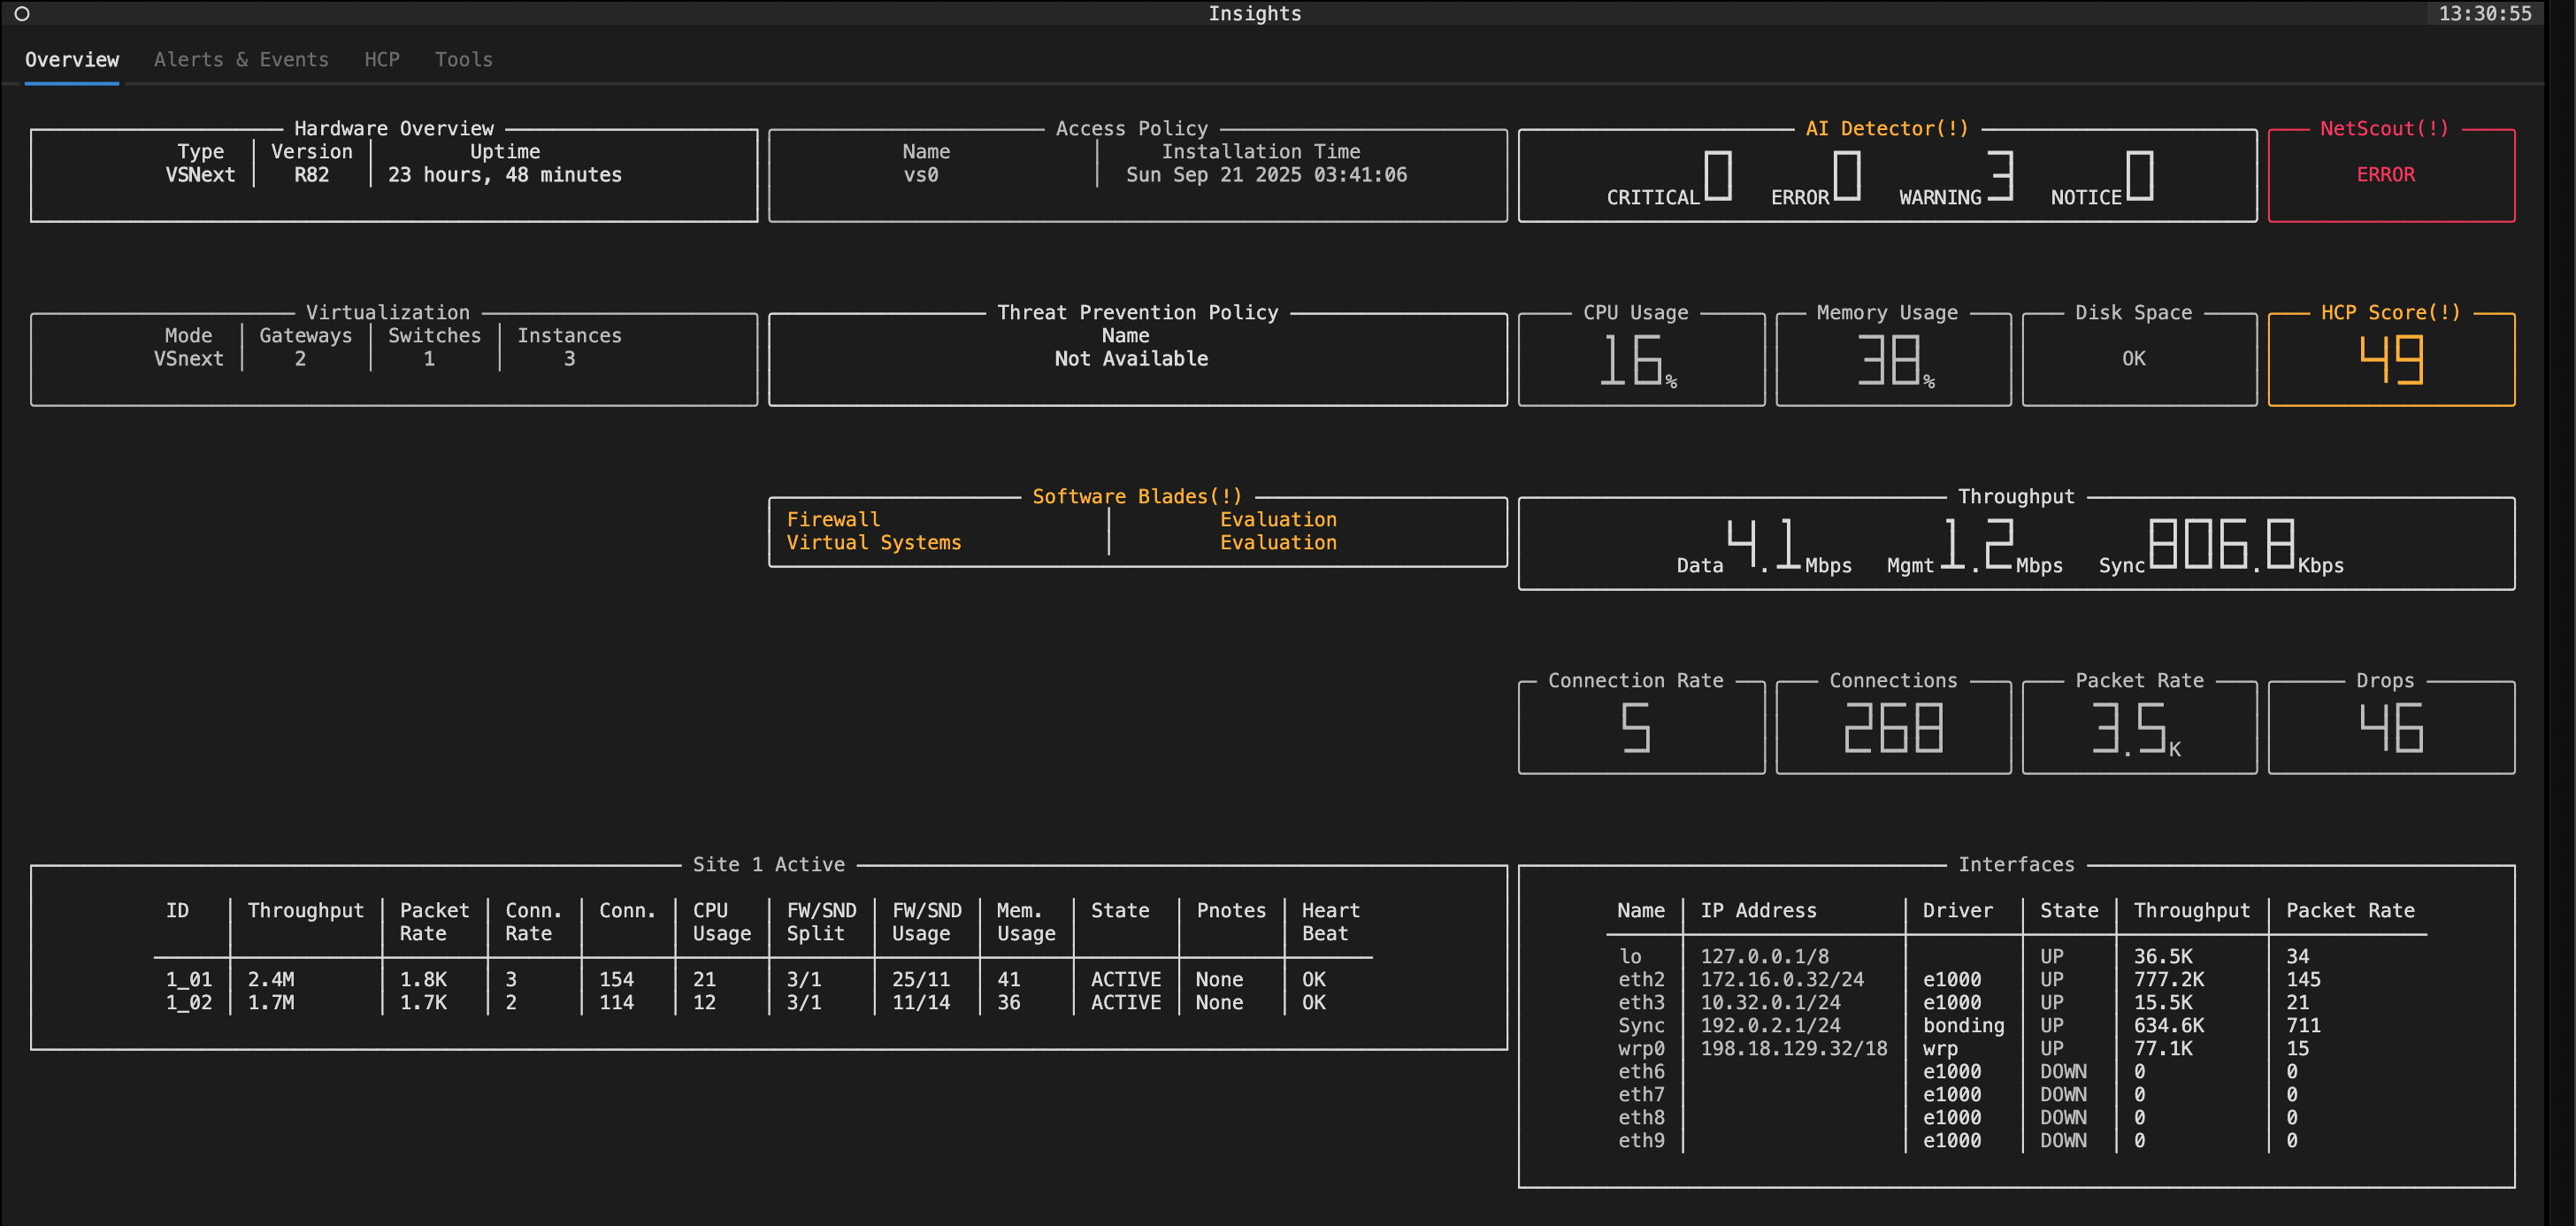 Insights
13:30:55
Overview Alerts & Events HCP Tools
Hardware Overview
Type Version Uptime
VSNext R82 23 hours, 48 minutes
Access Policy
Name Installation Time
vs0 Sun Sep 21 2025 03:41:06
AI Detector(!)
CRITICAL 0 ERROR 0 WARNING 3 NOTICE 0
NetScout(!)
ERROR
Virtualization
Mode Gateways Switches Instances
VSnext 2 1 3
Threat Prevention Policy
Name
Not Available
CPU Usage
16%
Memory Usage
38%
Disk Space
OK
HCP Score(!)
49
Software Blades(!)
Firewall Evaluation
Virtual Systems Evaluation
Throughput
Data 4.1 Mbps Mgmt 1.2 Mbps Sync 806.8 Kbps
Connection Rate
5
Connections
268
Packet Rate
3.5K
Drops
46
Site 1 Active
ID Throughput Packet Rate Conn. Rate Conn. CPU Usage FW/SND Split FW/SND Usage Mem. Usage State Pnotes Heart Beat
1_01 2.4M 1.8K 3 154 21 3/1 25/11 41 ACTIVE None OK
1_02 1.7M 1.7K 2 114 12 3/1 11/14 36 ACTIVE None OK
Interfaces
Name IP Address Driver State Throughput Packet Rate
lo 127.0.0.1/8 UP 36.5K 34
eth2 172.16.0.32/24 e1000 UP 777.2K 145
eth3 10.32.0.1/24 e1000 UP 15.5K 21
Sync 192.0.2.1/24 bonding UP 634.6K 711
wrp0 198.18.129.32/18 wrp UP 77.1K 15
eth6 e1000 DOWN 0 0
eth7 e1000 DOWN 0 0
eth8 e1000 DOWN 0 0
eth9 e1000 DOWN 0 0